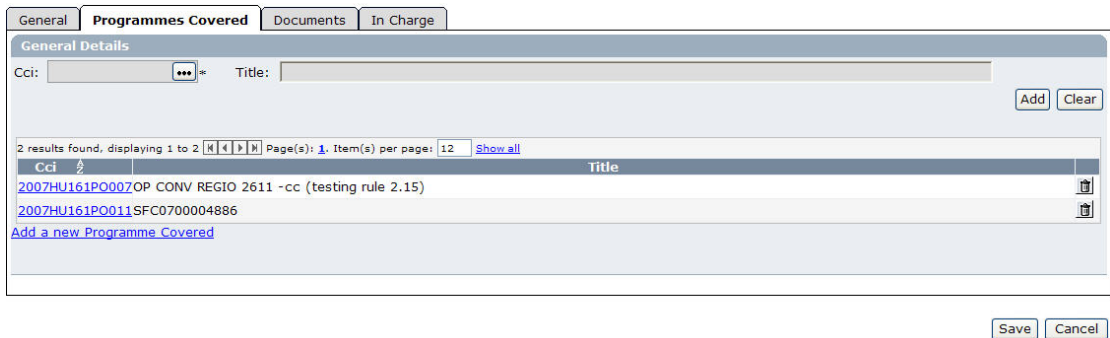 General Programmes Covered Documents In Charge
General Details
Cci: ... * Title:
Add Clear
2 results found, displaying 1 to 2 Page(s): 1. Item(s) per page: 12 Show all
Cci A Z Title
2007HU161PO007 OP CONV REGIO 2611 -cc (testing rule 2.15)
2007HU161PO011 SFC0700004886
Add a new Programme Covered
Save Cancel